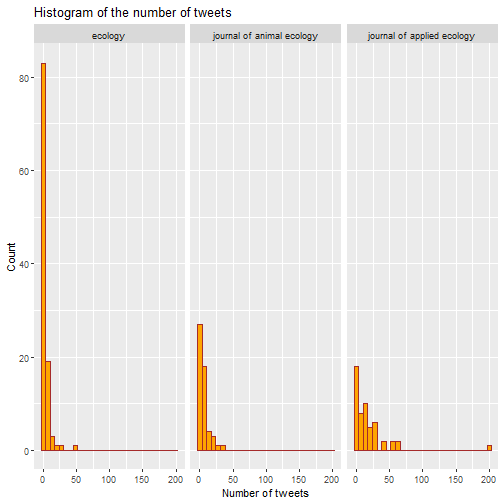 Histogram of the number of tweets
ecology journal of animal ecology journal of applied ecology
Count
80
60
40
20
0
0 50 100 150 200 0 50 100 150 200 0 50 100 150 200
Number of tweets